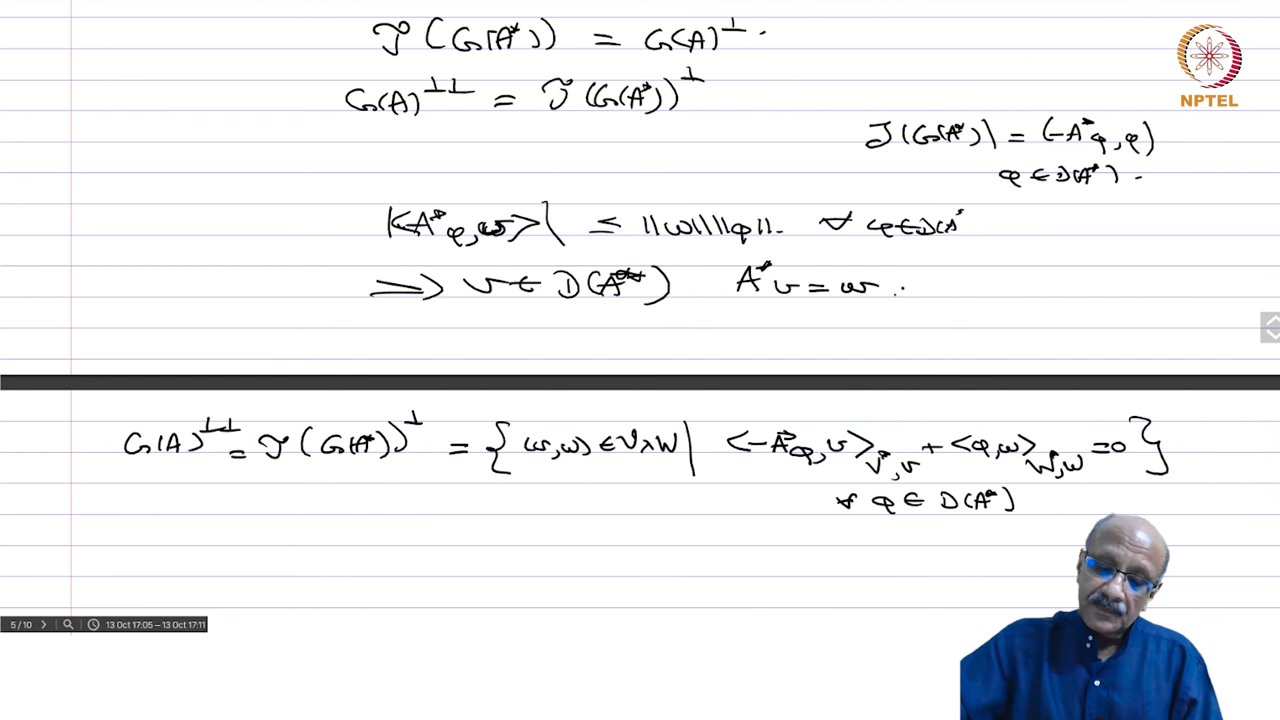 𝒥(G(A*)) = G(A)^⊥.
NPTEL
G(A)^⊥⊥ = 𝒥(G(A*))^⊥
J(G(A*)) = (-A*φ, φ)
φ ∈ D(A*).
|<A*φ, v>| ≤ ||w|| ||φ||. ∀ φ ∈ D(A*
⟹ v ∈ D(A**) A*v = w.
G(A)^⊥⊥ = 𝒥(G(A*))^⊥ = { (v,w) ∈ V×W | <-A*φ, v>_{V*,V} + <φ, w>_{W*,W} = 0 }
∀ φ ∈ D(A*)
5/10 13 Oct 17:05 – 13 Oct 17:11